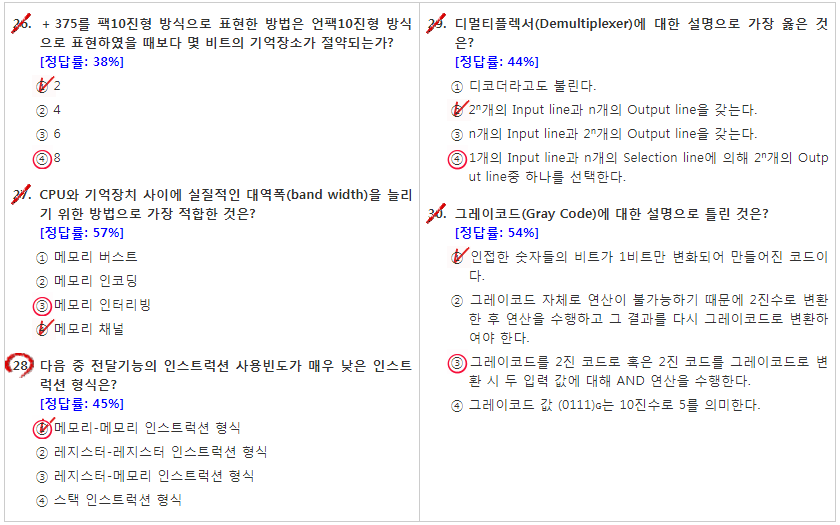 26. + 375를 팩10진형 방식으로 표현한 방법은 언팩10진형 방식
으로 표현하였을 때보다 몇 비트의 기억장소가 절약되는가?
[정답률: 38%]
① 2
② 4
③ 6
④ 8
27. CPU와 기억장치 사이에 실질적인 대역폭(band width)을 늘리
기 위한 방법으로 가장 적합한 것은?
[정답률: 57%]
① 메모리 버스트
② 메모리 인코딩
③ 메모리 인터리빙
④ 메모리 채널
28. 다음 중 전달기능의 인스트럭션 사용빈도가 매우 낮은 인스트
럭션 형식은?
[정답률: 45%]
① 메모리-메모리 인스트럭션 형식
② 레지스터-레지스터 인스트럭션 형식
③ 레지스터-메모리 인스트럭션 형식
④ 스택 인스트럭션 형식
29. 디멀티플렉서(Demultiplexer)에 대한 설명으로 가장 옳은 것
은?
[정답률: 44%]
① 디코더라고도 불린다.
② 2ⁿ개의 Input line과 n개의 Output line을 갖는다.
③ n개의 Input line과 2ⁿ개의 Output line을 갖는다.
④ 1개의 Input line과 n개의 Selection line에 의해 2ⁿ개의 Outp
ut line중 하나를 선택한다.
30. 그레이코드(Gray Code)에 대한 설명으로 틀린 것은?
[정답률: 54%]
① 인접한 숫자들의 비트가 1비트만 변화되어 만들어진 코드이
다.
② 그레이코드 자체로 연산이 불가능하기 때문에 2진수로 변환
한 후 연산을 수행하고 그 결과를 다시 그레이코드로 변환하
여야 한다.
③ 그레이코드를 2진 코드로 혹은 2진 코드를 그레이코드로 변
환 시 두 입력 값에 대해 AND 연산을 수행한다.
④ 그레이코드 값 (0111)G는 10진수로 5를 의미한다.